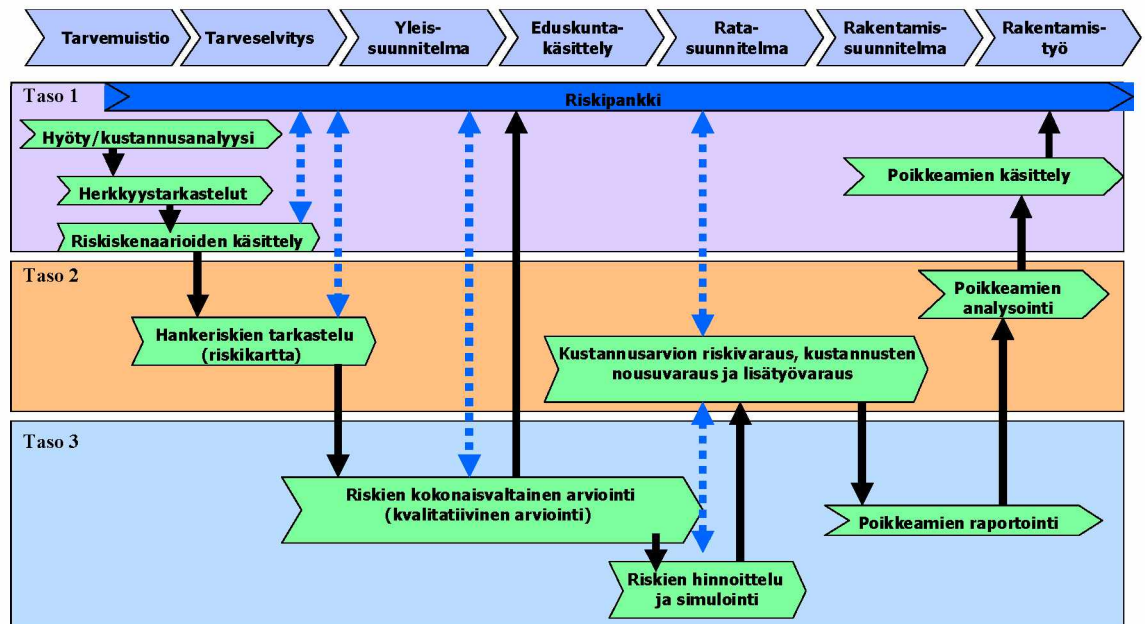 Tarvemuistio
Tarveselvitys
Yleis-
suunnitelma
Eduskunta-
käsittely
Rata-
suunnitelma
Rakentamis-
suunnitelma
Rakentamis-
työ
Taso 1
Riskipankki
Hyöty/kustannusanalyysi
Herkkyystarkastelut
Riskiskenaarioiden käsittely
Poikkeamien käsittely
Taso 2
Hankeriskien tarkastelu
(riskikartta)
Kustannusarvion riskivaraus, kustannusten
nousuvaraus ja lisätyövaraus
Poikkeamien
analysointi
Taso 3
Riskien kokonaisvaltainen arviointi
(kvalitatiivinen arviointi)
Poikkeamien raportointi
Riskien hinnoittelu
ja simulointi